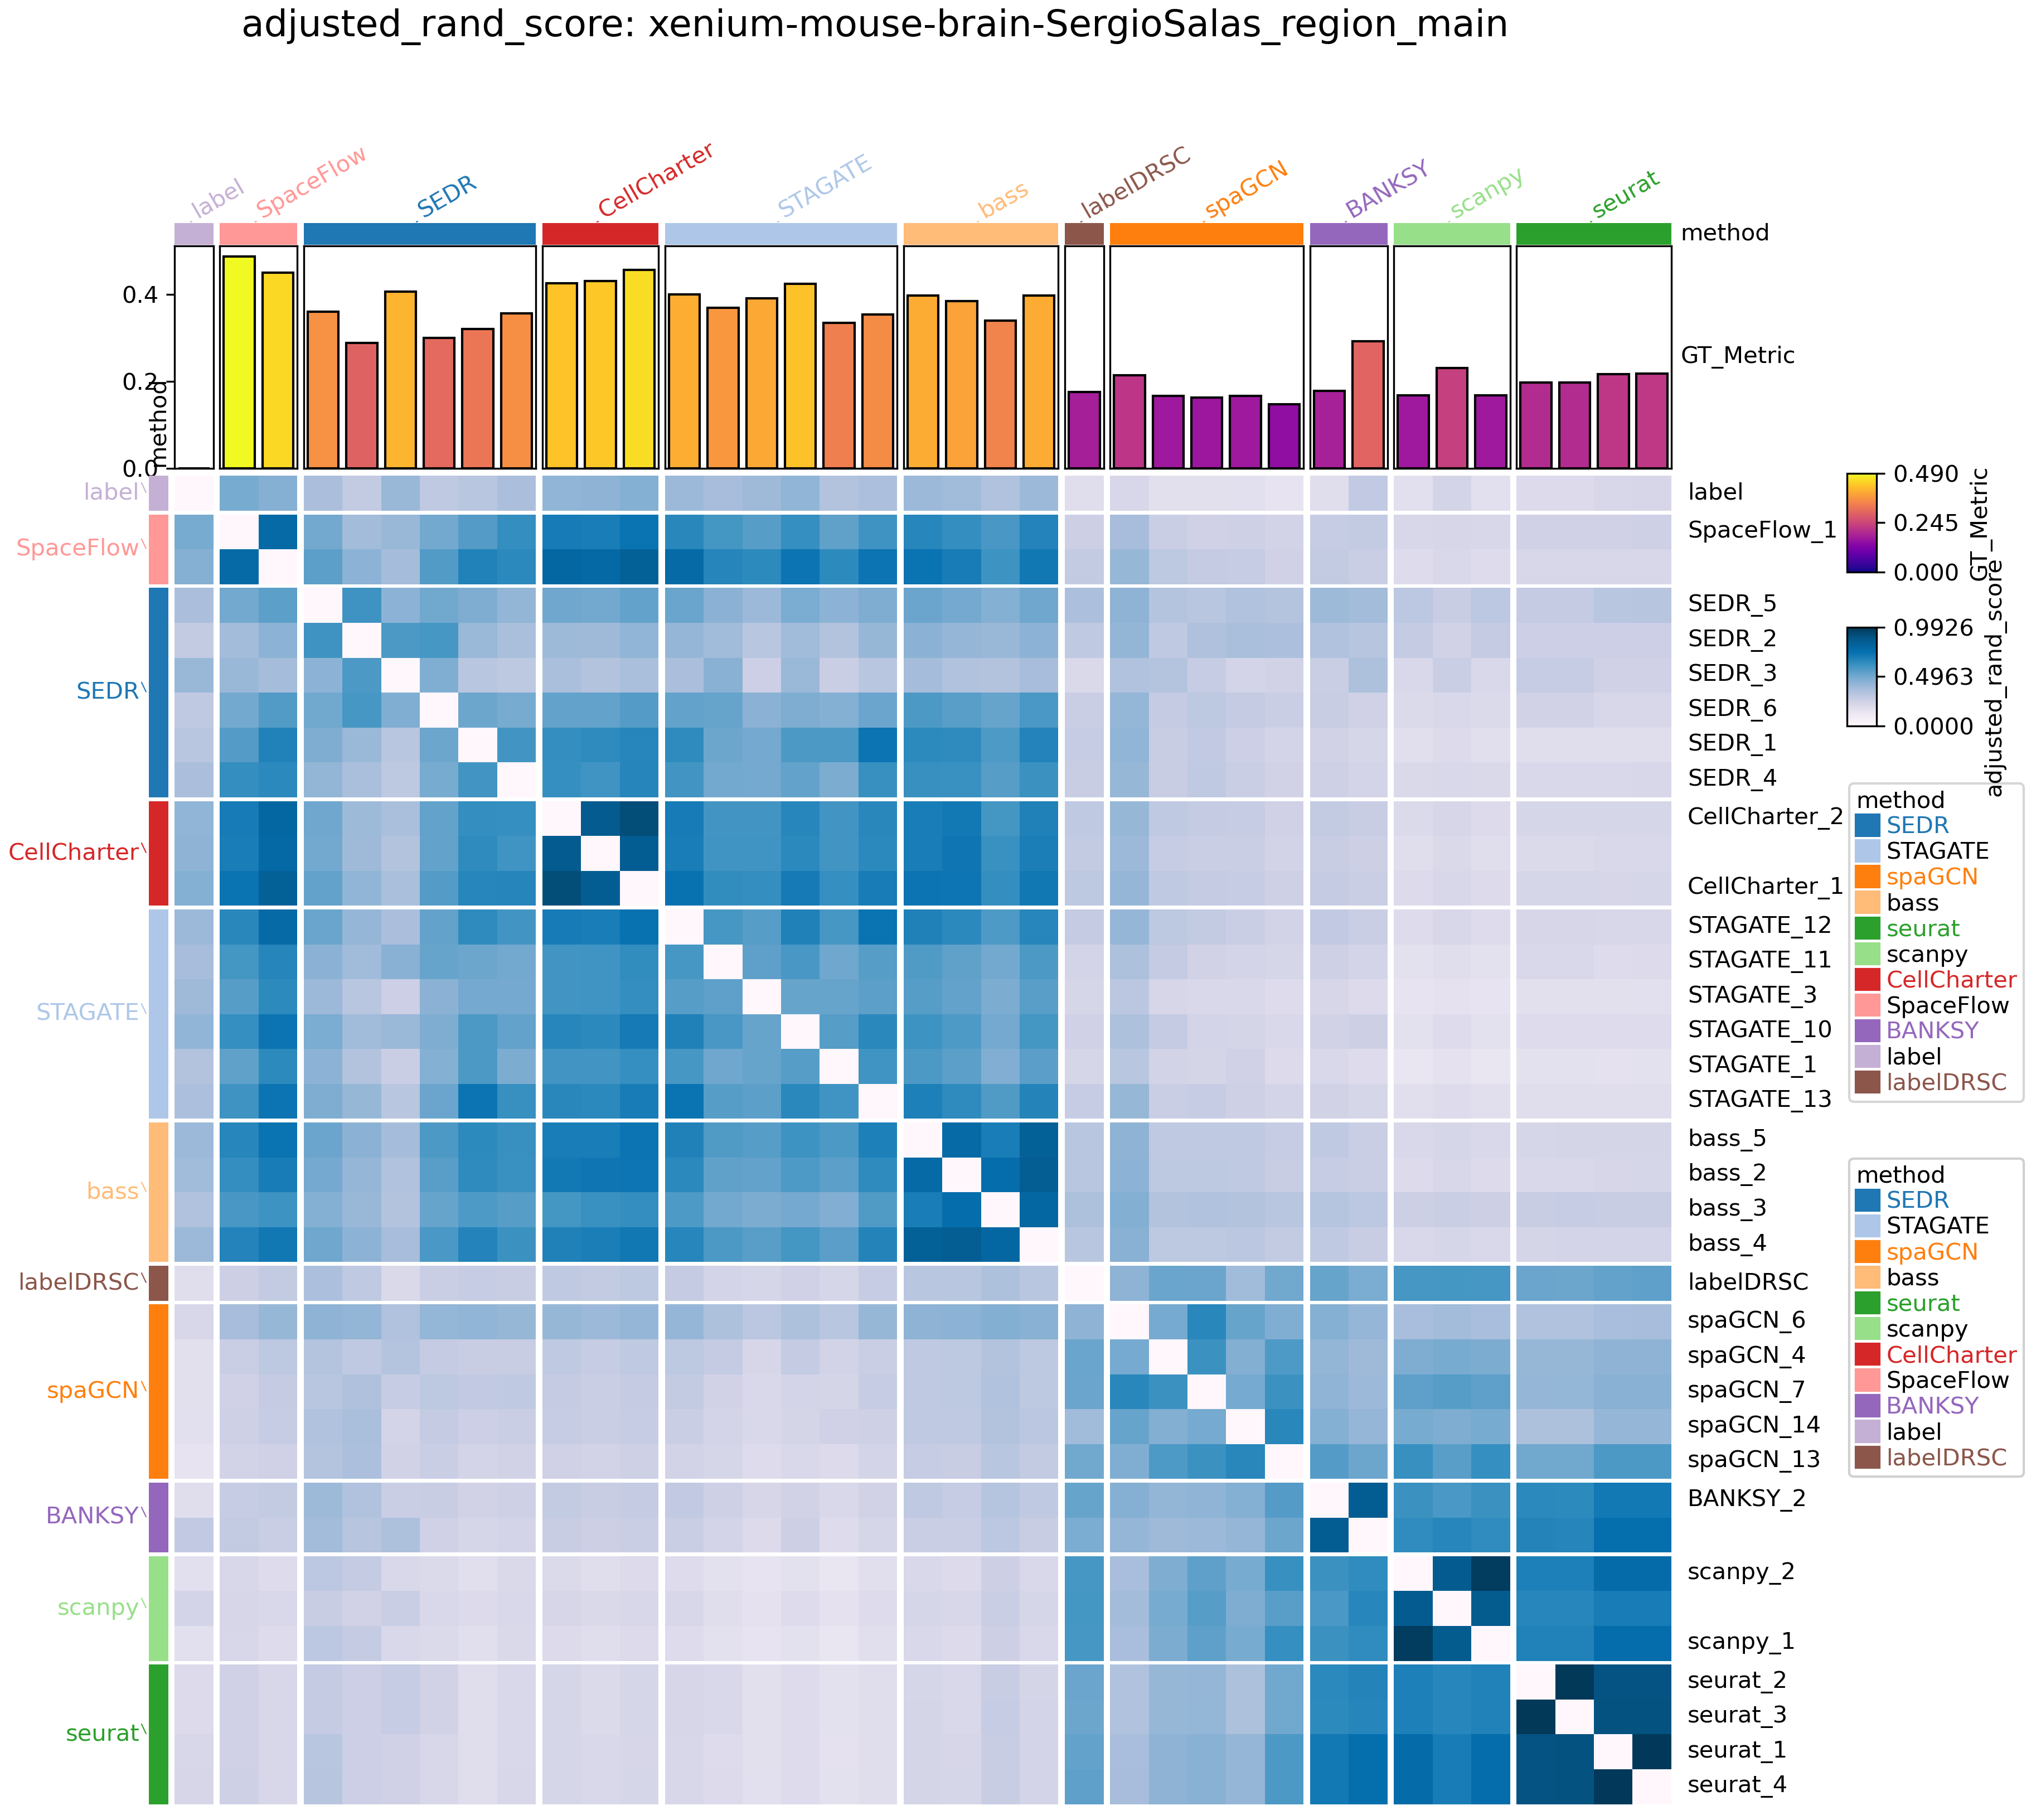 adjusted_rand_score: xenium-mouse-brain-SergioSalas_region_main
label
SpaceFlow
SEDR
CellCharter
STAGATE
bass
labelDRSC
spaGCN
BANKSY
scanpy
seurat
method
0.4
0.2
0.0
method
GT_Metric
label
SpaceFlow
SEDR
CellCharter
STAGATE
bass
labelDRSC
spaGCN
BANKSY
scanpy
seurat
label
SpaceFlow_1
SEDR_5
SEDR_2
SEDR_3
SEDR_6
SEDR_1
SEDR_4
CellCharter_2
CellCharter_1
STAGATE_12
STAGATE_11
STAGATE_3
STAGATE_10
STAGATE_1
STAGATE_13
bass_5
bass_2
bass_3
bass_4
labelDRSC
spaGCN_6
spaGCN_4
spaGCN_7
spaGCN_14
spaGCN_13
BANKSY_2
scanpy_2
scanpy_1
seurat_2
seurat_3
seurat_1
seurat_4
0.490
0.245
0.000
GT_Metric
0.9926
0.4963
0.0000
adjusted_rand_score
method
SEDR
STAGATE
spaGCN
bass
seurat
scanpy
CellCharter
SpaceFlow
BANKSY
label
labelDRSC
method
SEDR
STAGATE
spaGCN
bass
seurat
scanpy
CellCharter
SpaceFlow
BANKSY
label
labelDRSC